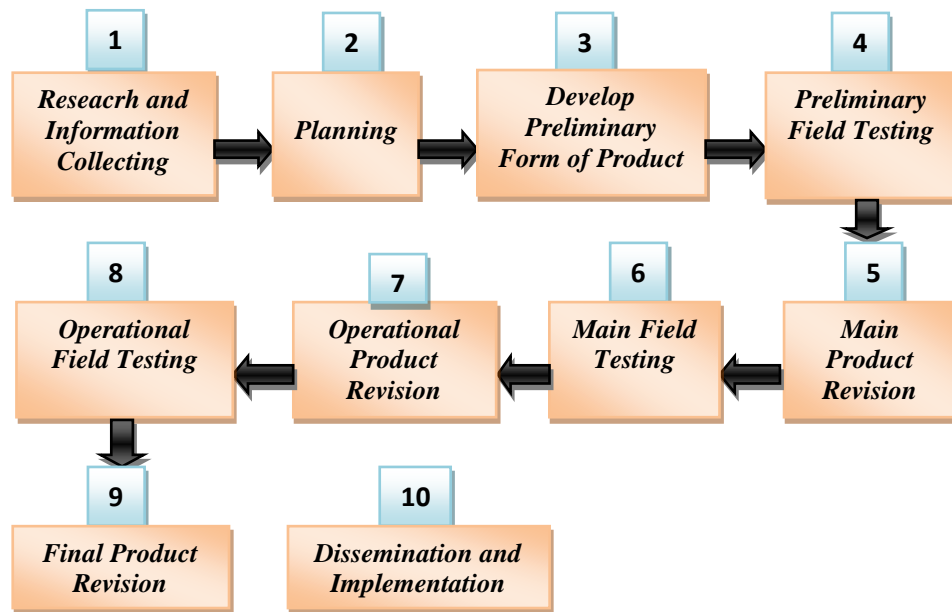 1
Reseacrh and
Information
Collecting
2
Planning
3
Develop
Preliminary
Form of Product
4
Preliminary
Field Testing
5
Main
Product
Revision
6
Main Field
Testing
7
Operational
Product
Revision
8
Operational
Field Testing
9
Final Product
Revision
10
Dissemination and
Implementation